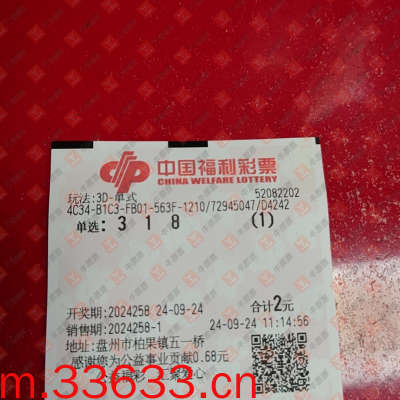 中国福利彩票
CHINA WELFARE LOTTERY
玩法:3D-单式 52082202
4C34-B1C3-FB01-563F-1210/72945047/D4242
单选: 3 1 8 (1)
开奖期: 2024258 24-09-24 合计2元
销售期: 2024258-1 24-09-24 11:14:56
地址: 盘州市柏果镇五一桥
感谢您为公益事业贡献0.68元
m.33633.cn